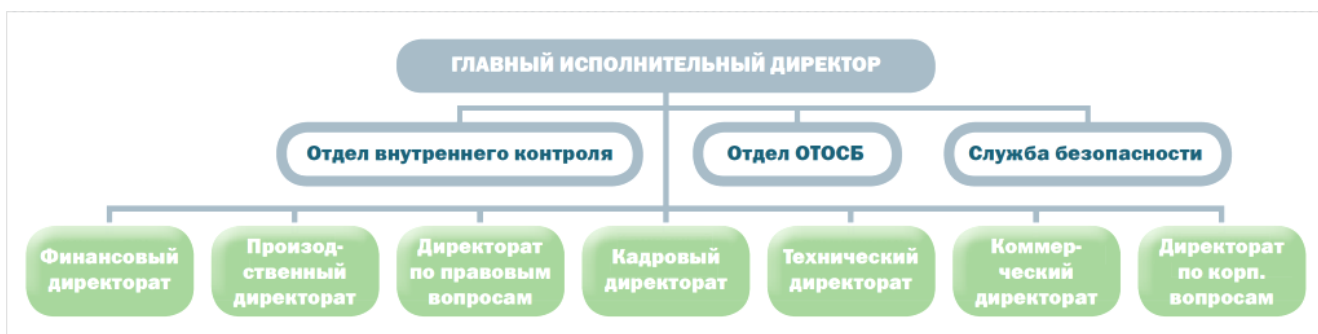 ГЛАВНЫЙ ИСПОЛНИТЕЛЬНЫЙ ДИРЕКТОР
Отдел внутреннего контроля
Отдел ОТОСБ
Служба безопасности
Финансовый
директорат
Произод-
ственный
директорат
Директорат
по правовым
вопросам
Кадровый
директорат
Технический
директорат
Коммер-
ческий
директорат
Директорат
по корп.
вопросам